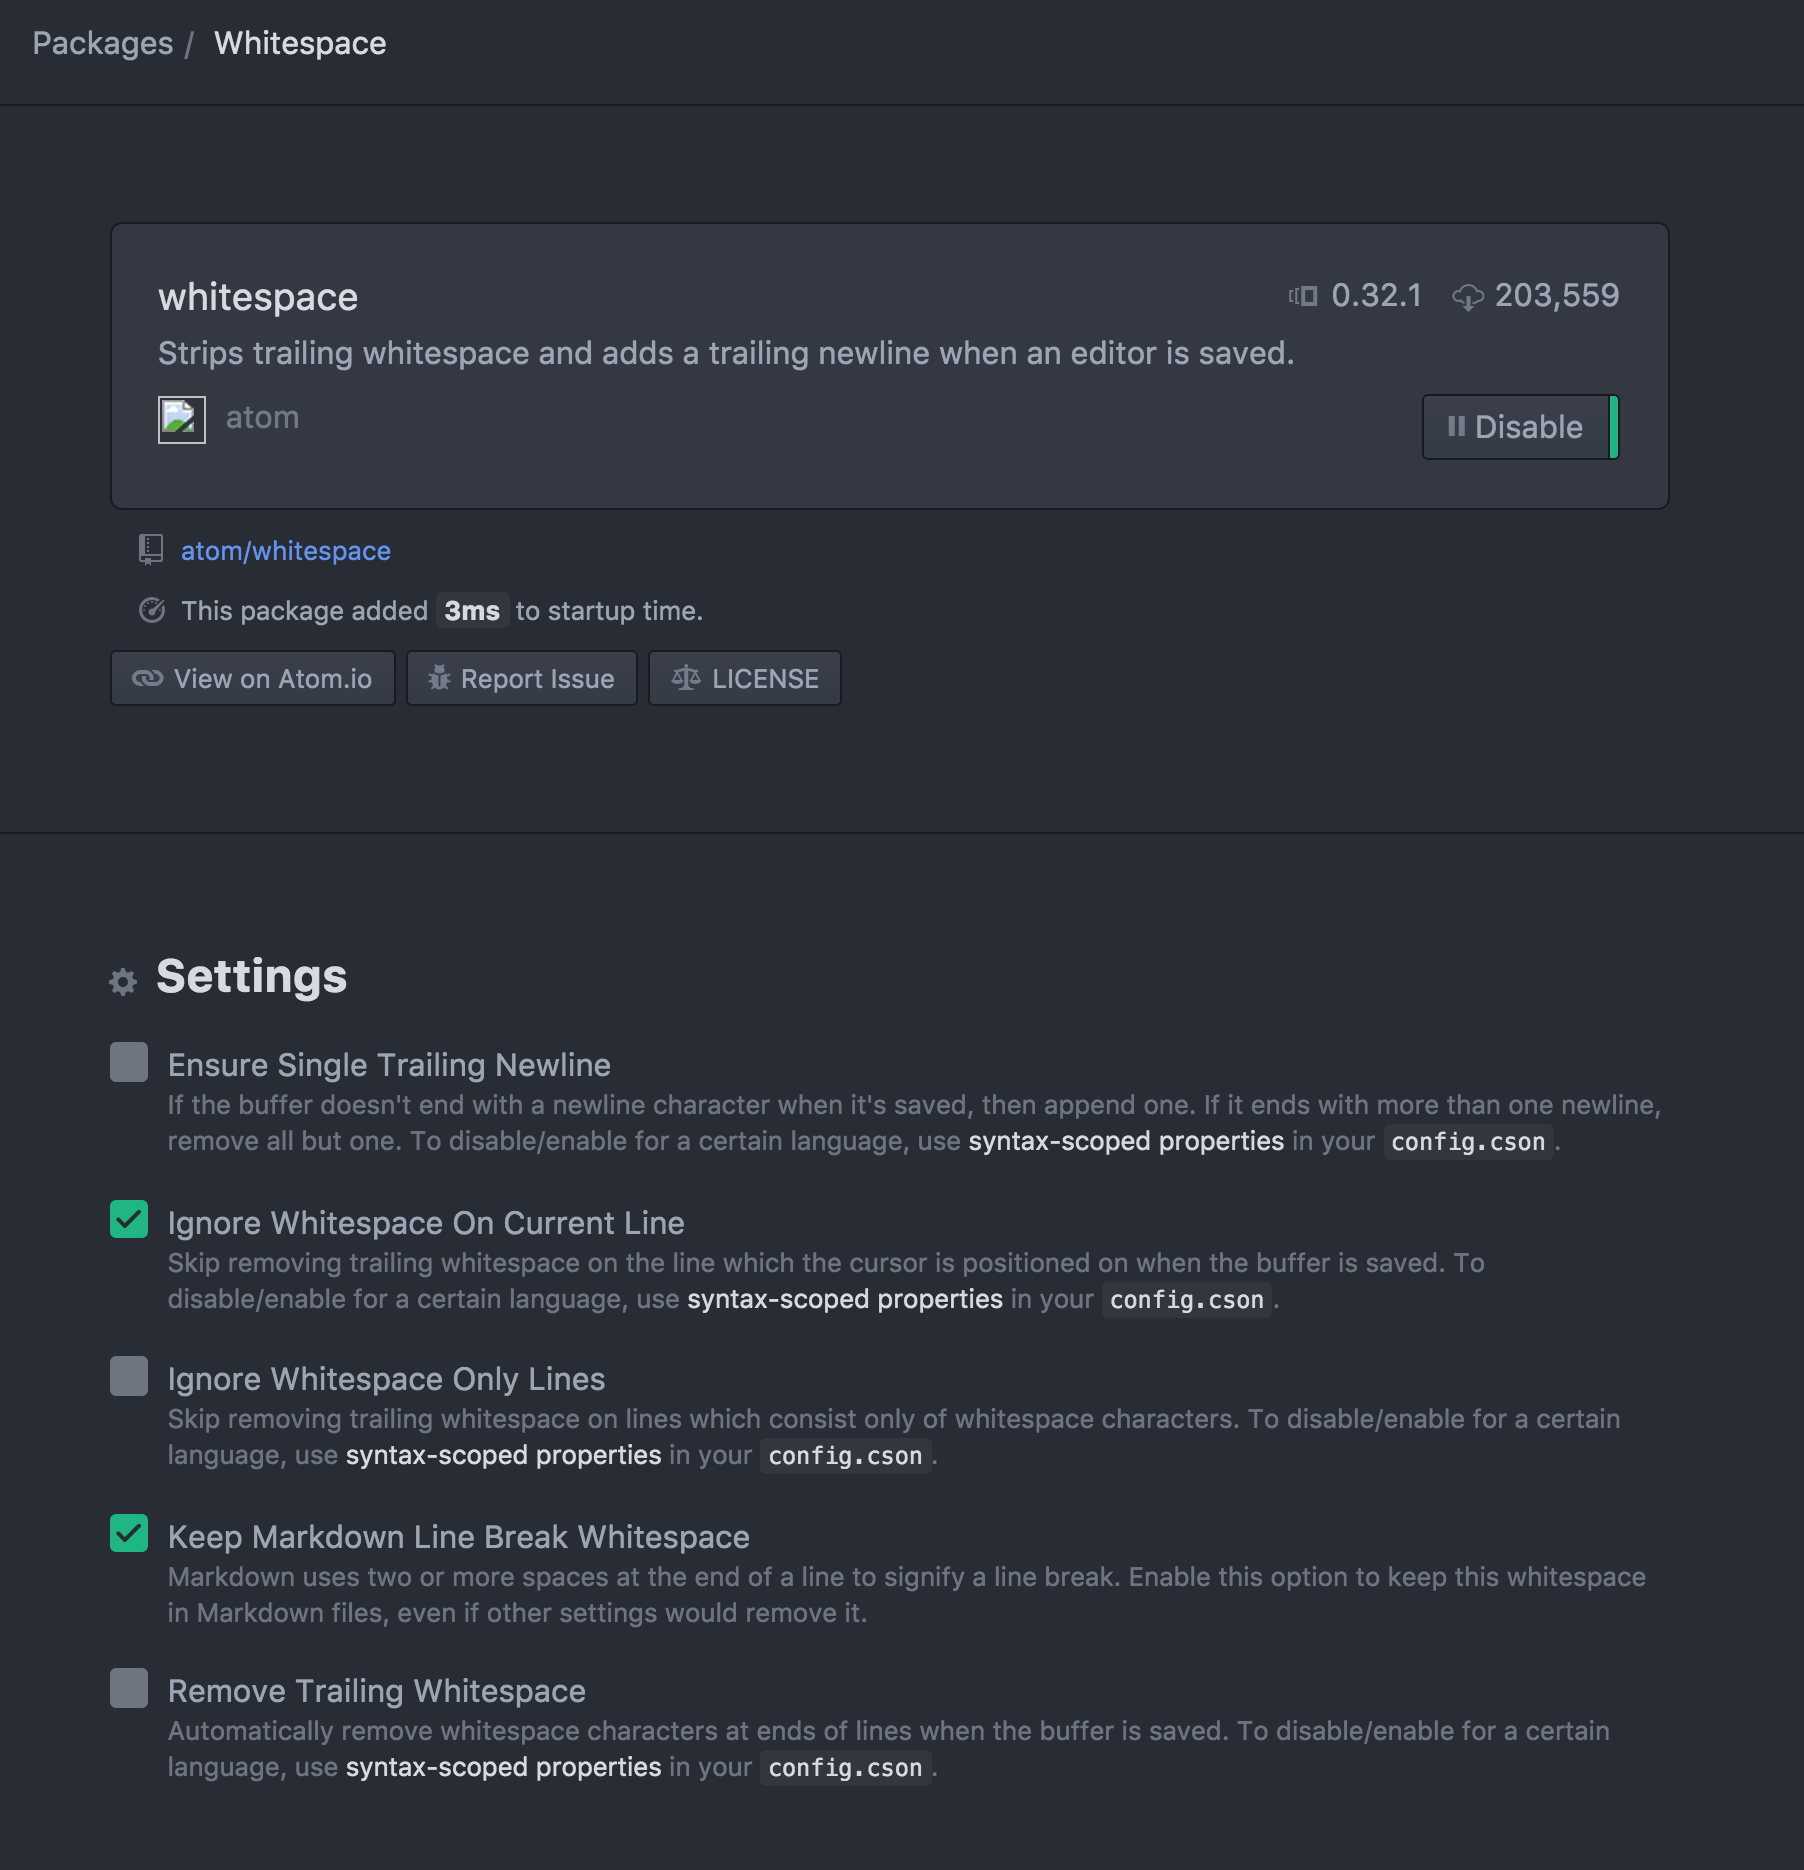 Packages / Whitespace
whitespace
0.32.1 203,559
Strips trailing whitespace and adds a trailing newline when an editor is saved.
atom
Disable
atom/whitespace
This package added 3ms to startup time.
View on Atom.io Report Issue LICENSE
Settings
Ensure Single Trailing Newline
If the buffer doesn't end with a newline character when it's saved, then append one. If it ends with more than one newline,
remove all but one. To disable/enable for a certain language, use syntax-scoped properties in your config.cson.
Ignore Whitespace On Current Line
Skip removing trailing whitespace on the line which the cursor is positioned on when the buffer is saved. To
disable/enable for a certain language, use syntax-scoped properties in your config.cson.
Ignore Whitespace Only Lines
Skip removing trailing whitespace on lines which consist only of whitespace characters. To disable/enable for a certain
language, use syntax-scoped properties in your config.cson.
Keep Markdown Line Break Whitespace
Markdown uses two or more spaces at the end of a line to signify a line break. Enable this option to keep this whitespace
in Markdown files, even if other settings would remove it.
Remove Trailing Whitespace
Automatically remove whitespace characters at ends of lines when the buffer is saved. To disable/enable for a certain
language, use syntax-scoped properties in your config.cson.